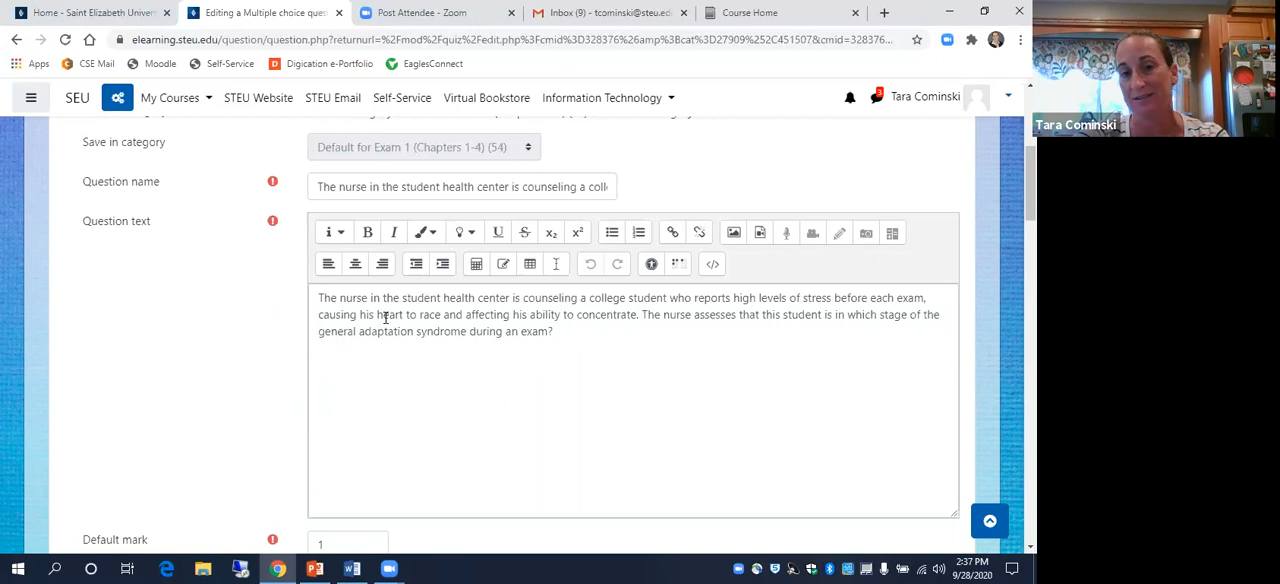 Home - Saint Elizabeth Univer
Editing a Multiple choice ques
Post Attendee - Zoom
Inbox (9) - tcominski@steu.ed
Course Home
elearning.steu.edu/question/question.php?returnurl=%2Fmod%2Fquiz%2Fedit.php%3Fcmid%3D328376%26amp%3Bcat%3D27909%252C451507&cmid=328376...
Apps
CSE Mail
Moodle
Self-Service
Digication e-Portfolio
EaglesConnect
SEU
My Courses
STEU Website
STEU Email
Self-Service
Virtual Bookstore
Information Technology
3
Tara Cominski
Tara Cominski
Save in category
Default for Exam 1 (Chapters 1-4) (54)
Question name
The nurse in the student health center is counseling a coll
Question text
The nurse in the student health center is counseling a college student who reports high levels of stress before each exam,
causing his heart to race and affecting his ability to concentrate. The nurse assesses that this student is in which stage of the
general adaptation syndrome during an exam?
Default mark
1
2:37 PM
9/28/2020